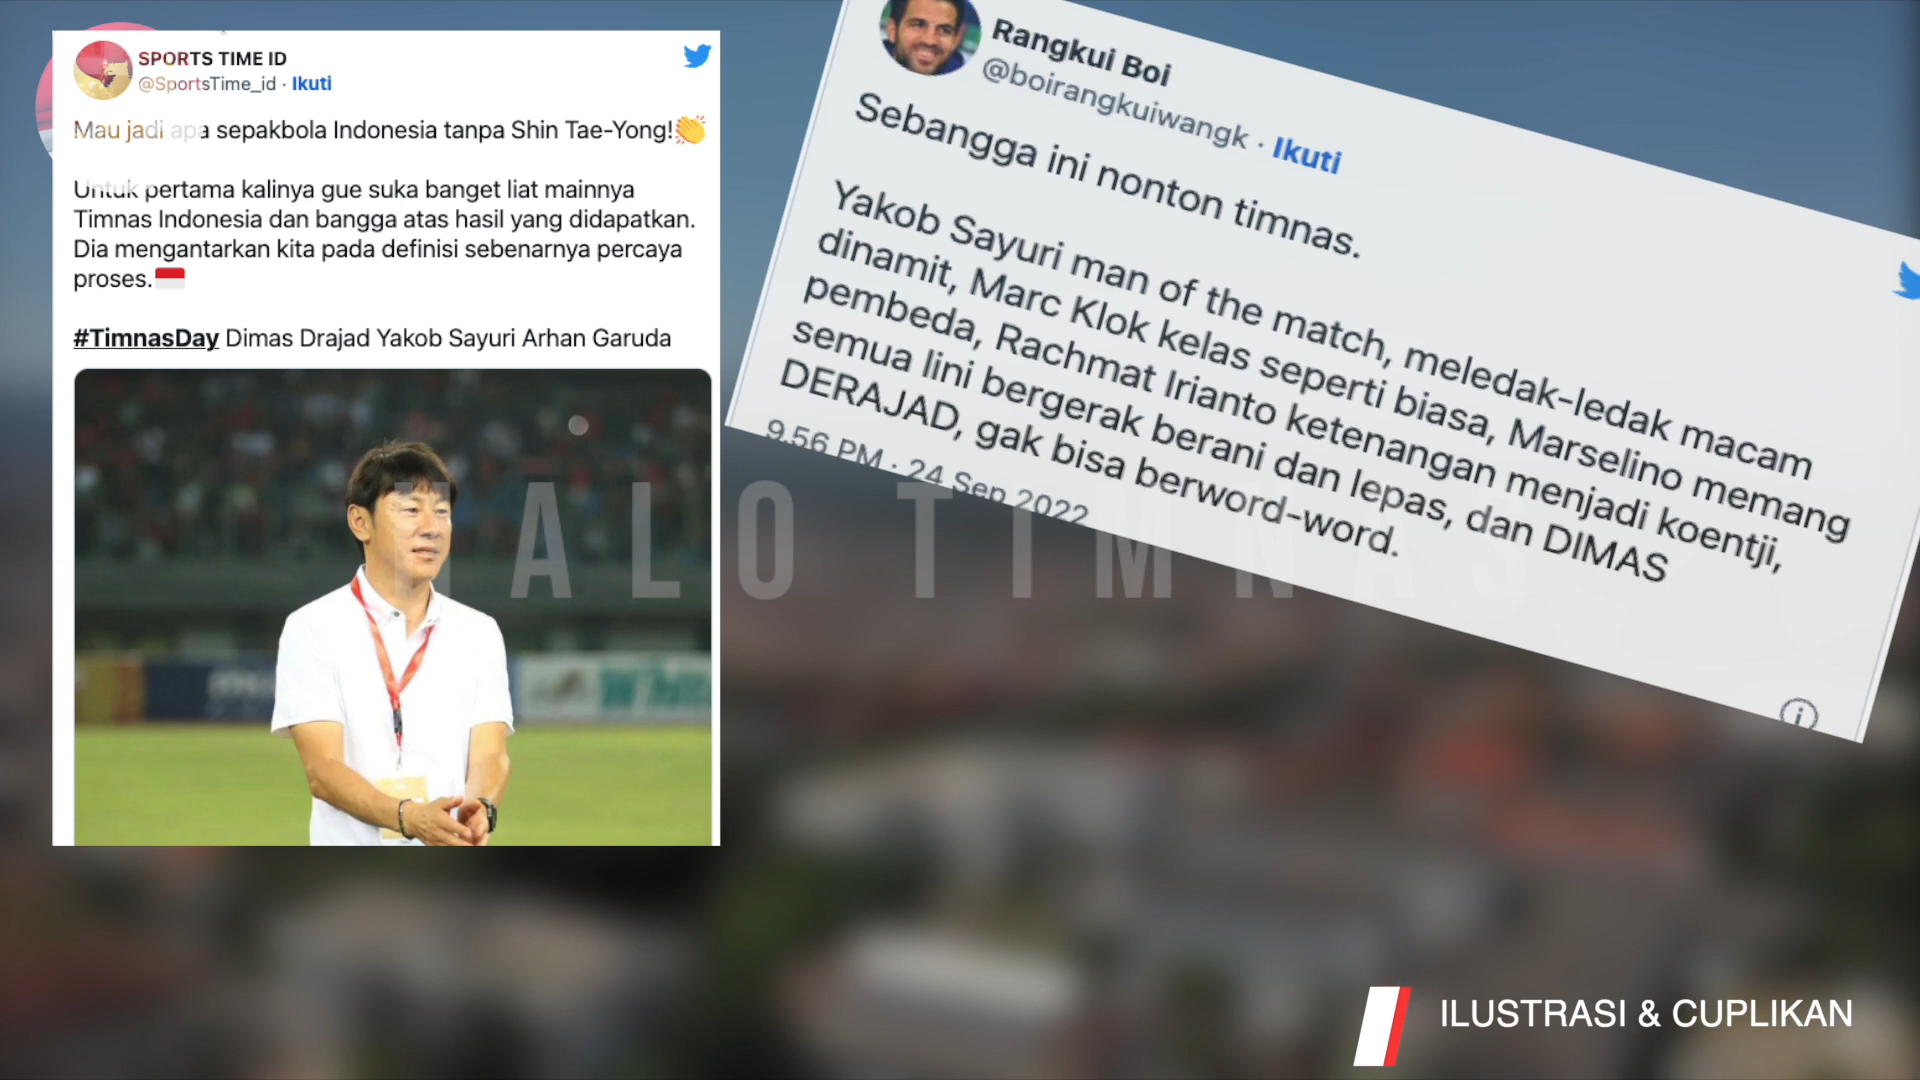 SPORTS TIME ID
@SportsTime_id · Ikuti
Mau jadi apa sepakbola Indonesia tanpa Shin Tae-Yong!👏
Untuk pertama kalinya gue suka banget liat mainnya
Timnas Indonesia dan bangga atas hasil yang didapatkan.
Dia mengantarkan kita pada definisi sebenarnya percaya
proses.🇮🇩
#TimnasDay Dimas Drajad Yakob Sayuri Arhan Garuda
Rangkui Boi
@boirangkuiwangk · Ikuti
Sebangga ini nonton timnas.
Yakob Sayuri man of the match, meledak-ledak macam
dinamit, Marc Klok kelas seperti biasa, Marselino memang
pembeda, Rachmat Irianto ketenangan menjadi koentji,
semua lini bergerak berani dan lepas, dan DIMAS
DERAJAD, gak bisa berword-word.
9.56 PM · 24 Sep 2022
HALO TIMNAS
ILUSTRASI & CUPLIKAN